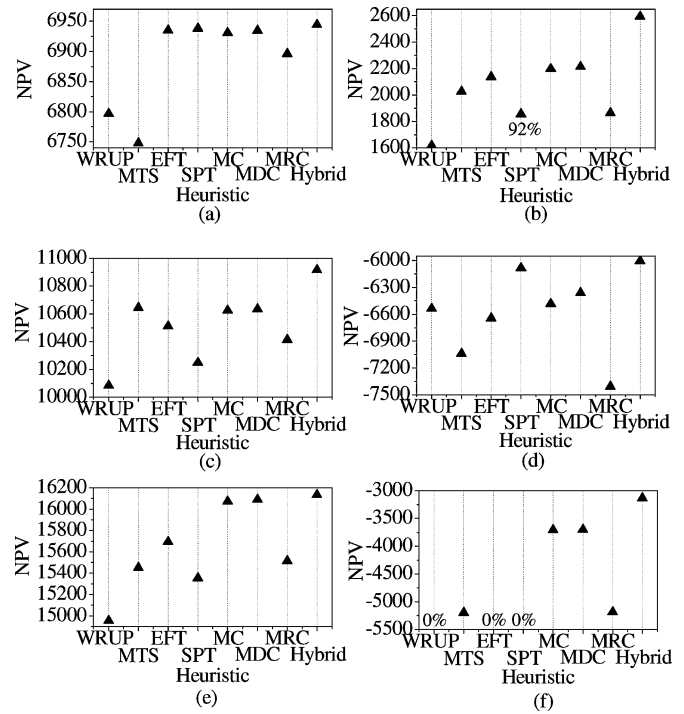 6950
6900
6850
6800
6750
NPV
WRUP MTS EFT SPT MC MDC MRC Hybrid
Heuristic
(a)
2600
2400
2200
2000
1800
1600
NPV
92%
WRUP MTS EFT SPT MC MDC MRC Hybrid
Heuristic
(b)
11000
10800
10600
10400
10200
10000
NPV
WRUP MTS EFT SPT MC MDC MRC Hybrid
Heuristic
(c)
-6000
-6300
-6600
-6900
-7200
-7500
NPV
WRUP MTS EFT SPT MC MDC MRC Hybrid
Heuristic
(d)
16200
16000
15800
15600
15400
15200
15000
NPV
WRUP MTS EFT SPT MC MDC MRC Hybrid
Heuristic
(e)
-3000
-3500
-4000
-4500
-5000
-5500
NPV
0% 0% 0%
WRUP MTS EFT SPT MC MDC MRC Hybrid
Heuristic
(f)